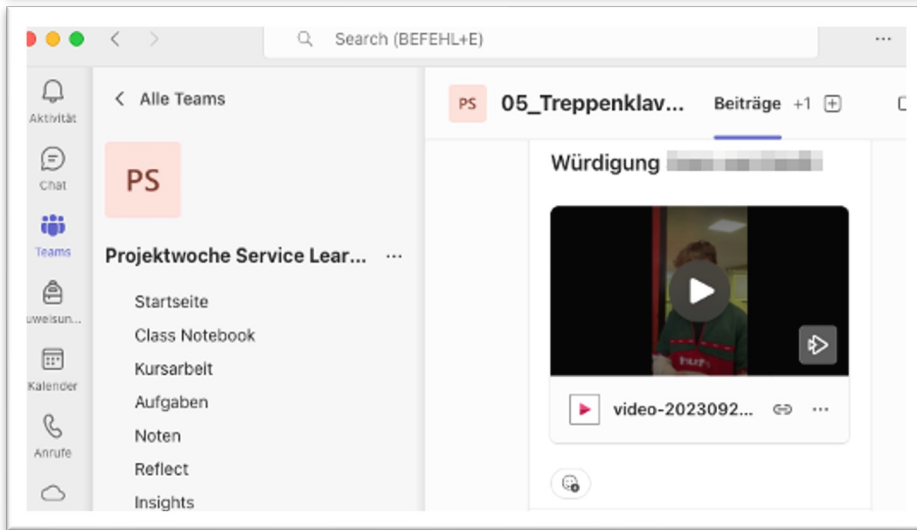 Search (BEFEHL+E)
Aktivität
Chat
Teams
uweisun...
Kalender
Anrufe
Alle Teams
PS
Projektwoche Service Lear...
Startseite
Class Notebook
Kursarbeit
Aufgaben
Noten
Reflect
Insights
PS 05_Treppenklav... Beiträge +1
Würdigung
video-2023092...